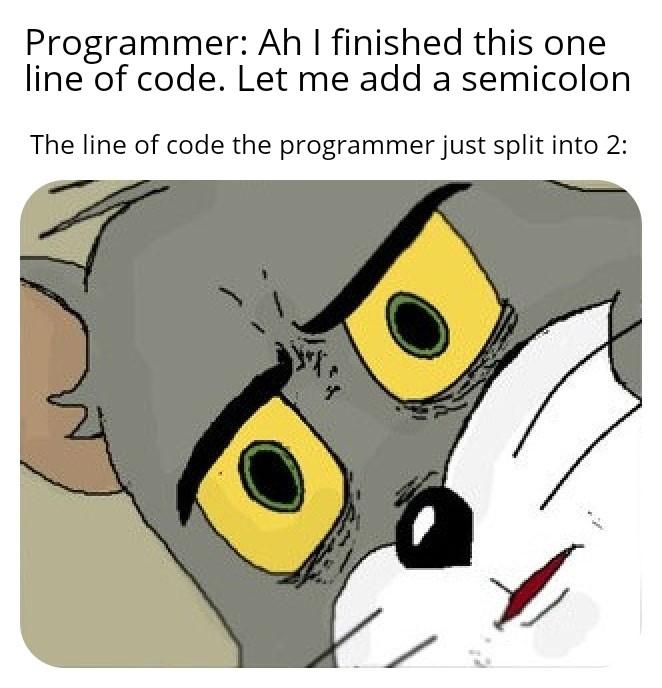 Programmer: Ah I finished this one
line of code. Let me add a semicolon
The line of code the programmer just split into 2: